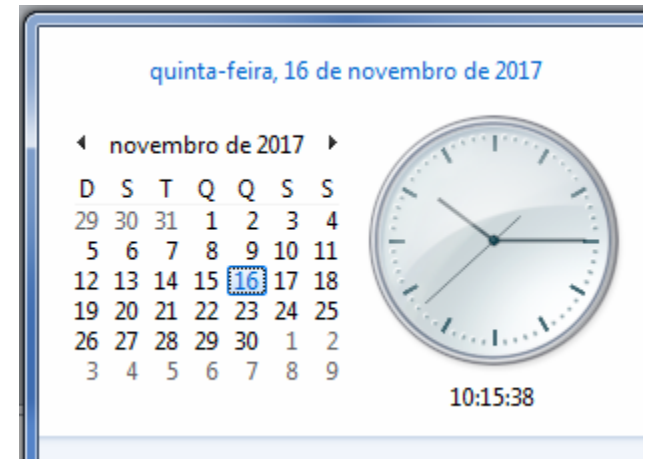 quinta-feira, 16 de novembro de 2017
novembro de 2017
D S T Q Q S S
29 30 31 1 2 3 4
5 6 7 8 9 10 11
12 13 14 15 16 17 18
19 20 21 22 23 24 25
26 27 28 29 30 1 2
3 4 5 6 7 8 9
10:15:38